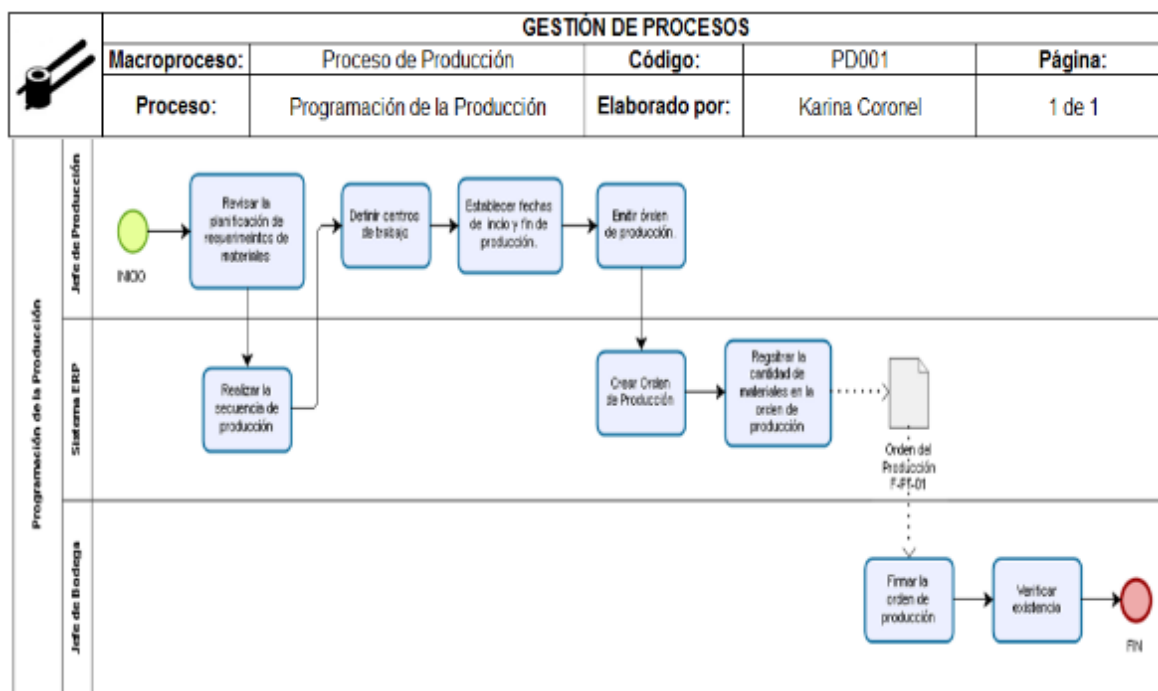 GESTIÓN DE PROCESOS
Macroproceso: Proceso de Producción Código: PD001 Página:
Proceso: Programación de la Producción Elaborado por: Karina Coronel 1 de 1
Programación de la Producción
Jefe de Producción
INICIO
Revisar la
planificación de
requerimientos de
materiales
Definir centros
de trabajo
Establecer fechas
de incio y fin de
producción.
Emitir órden
de producción.
Sistema ERP
Realizar la
secuencia de
producción
Crear Orden
de Producción
Regsitrar la
cantidad de
materiales en la
orden de
producción
Orden del
Producción
F-PT-01
Jefe de Bodega
Firmar la
orden de
producción
Verificar
existencia
FIN